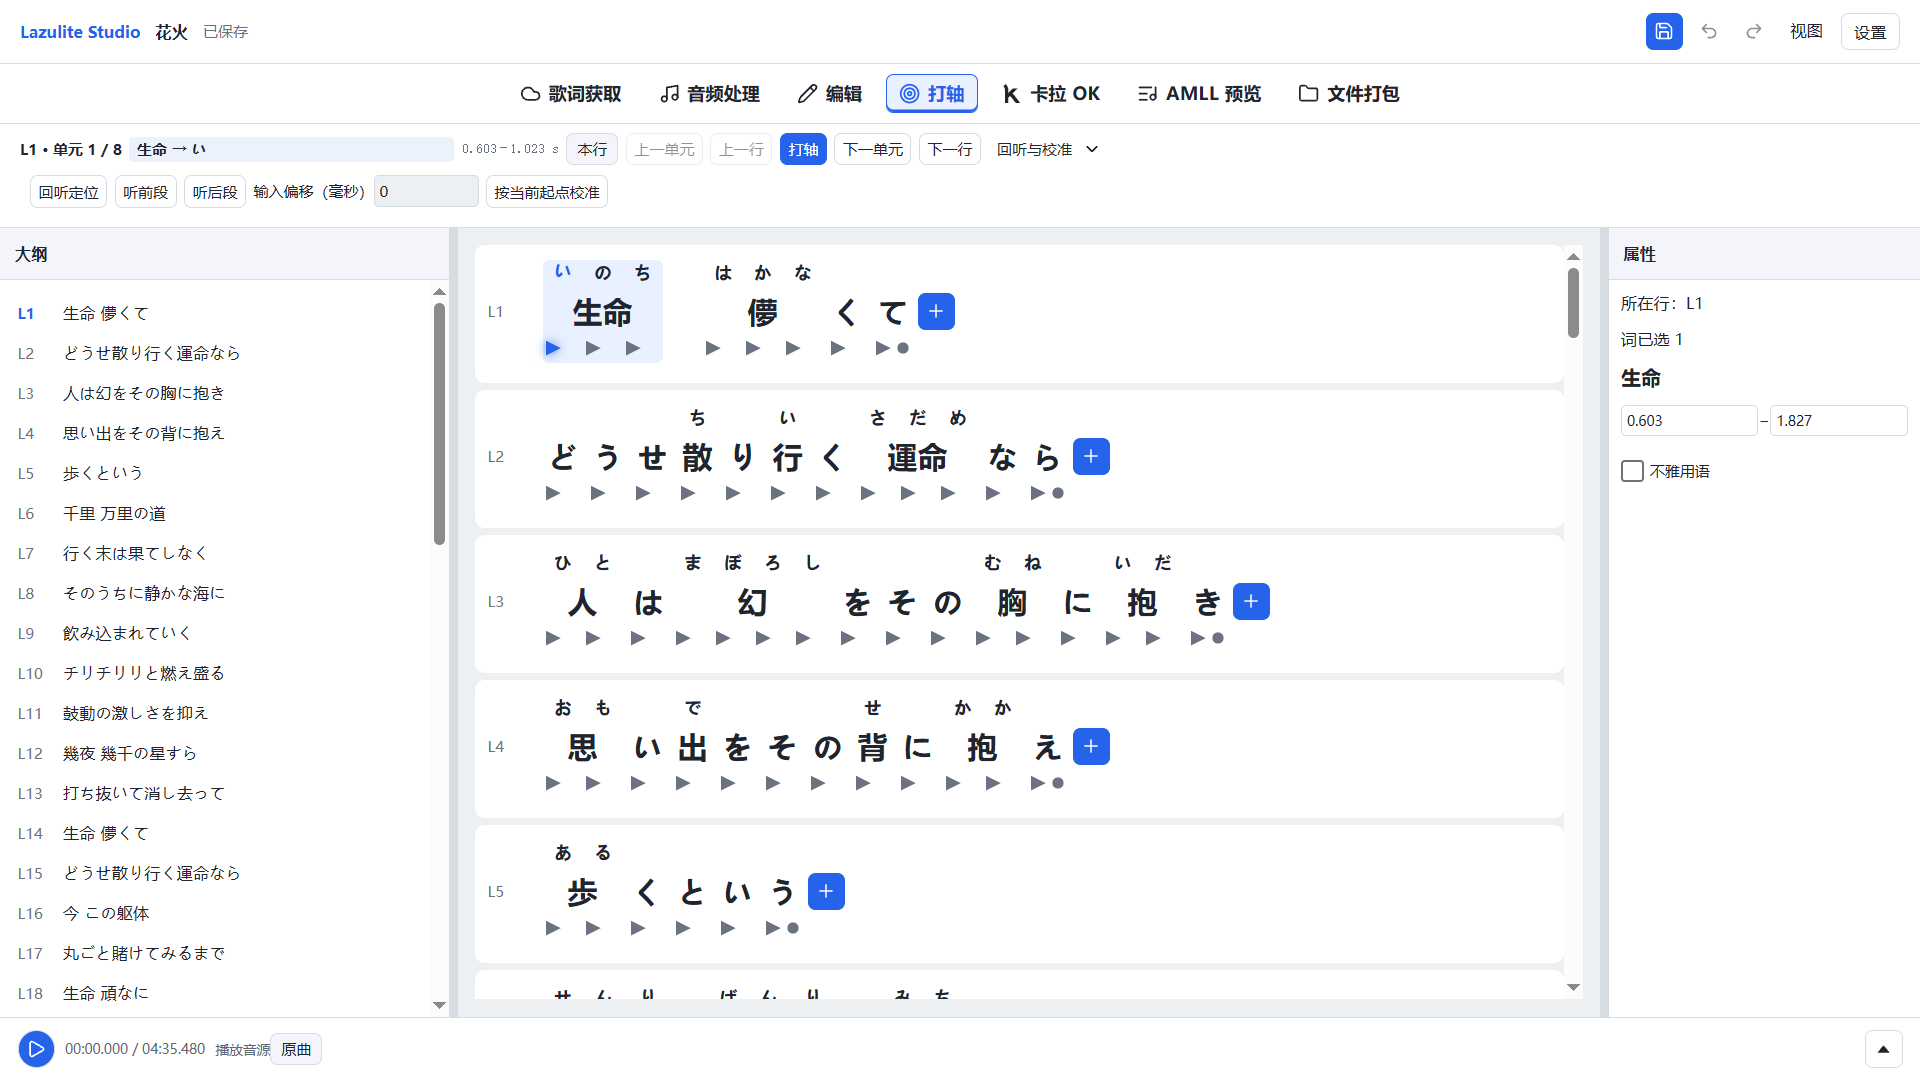 Lazulite Studio 花火 已保存 视图 设置
歌词获取 音频处理 编辑 打轴 卡拉 OK AMLL 预览 文件打包
L1 • 单元 1 / 8 生命 → い 0.603–1.023 s 本行 上一单元 上一行 打轴 下一单元 下一行 回听与校准
回听定位 听前段 听后段 输入偏移（毫秒） 0 按当前起点校准
大纲
L1 生命 儚くて
L2 どうせ散り行く運命なら
L3 人は幻をその胸に抱き
L4 思い出をその背に抱え
L5 歩くという
L6 千里 万里の道
L7 行く末は果てしなく
L8 そのうちに静かな海に
L9 飲み込まれていく
L10 チリチリリと燃え盛る
L11 鼓動の激しさを抑え
L12 幾夜 幾千の星すら
L13 打ち抜いて消し去って
L14 生命 儚くて
L15 どうせ散り行く運命なら
L16 今 この躯体
L17 丸ごと賭けてみるまで
L18 生命 頑なに
い の ち は か な
L1 生命 儚 く て +
ち い さ だ め
L2 ど う せ 散 り 行 く 運命 な ら +
ひ と ま ぼ ろ し む ね い だ
L3 人 は 幻 を そ の 胸 に 抱 き +
お も で せ か か
L4 思 い 出 を そ の 背 に 抱 え +
あ る
L5 歩 く と い う +
せ ん り ば ん り み ち
属性
所在行：L1
词已选 1
生命
0.603 – 1.827
不雅用语
00:00.000 / 04:35.480 播放音源 原曲